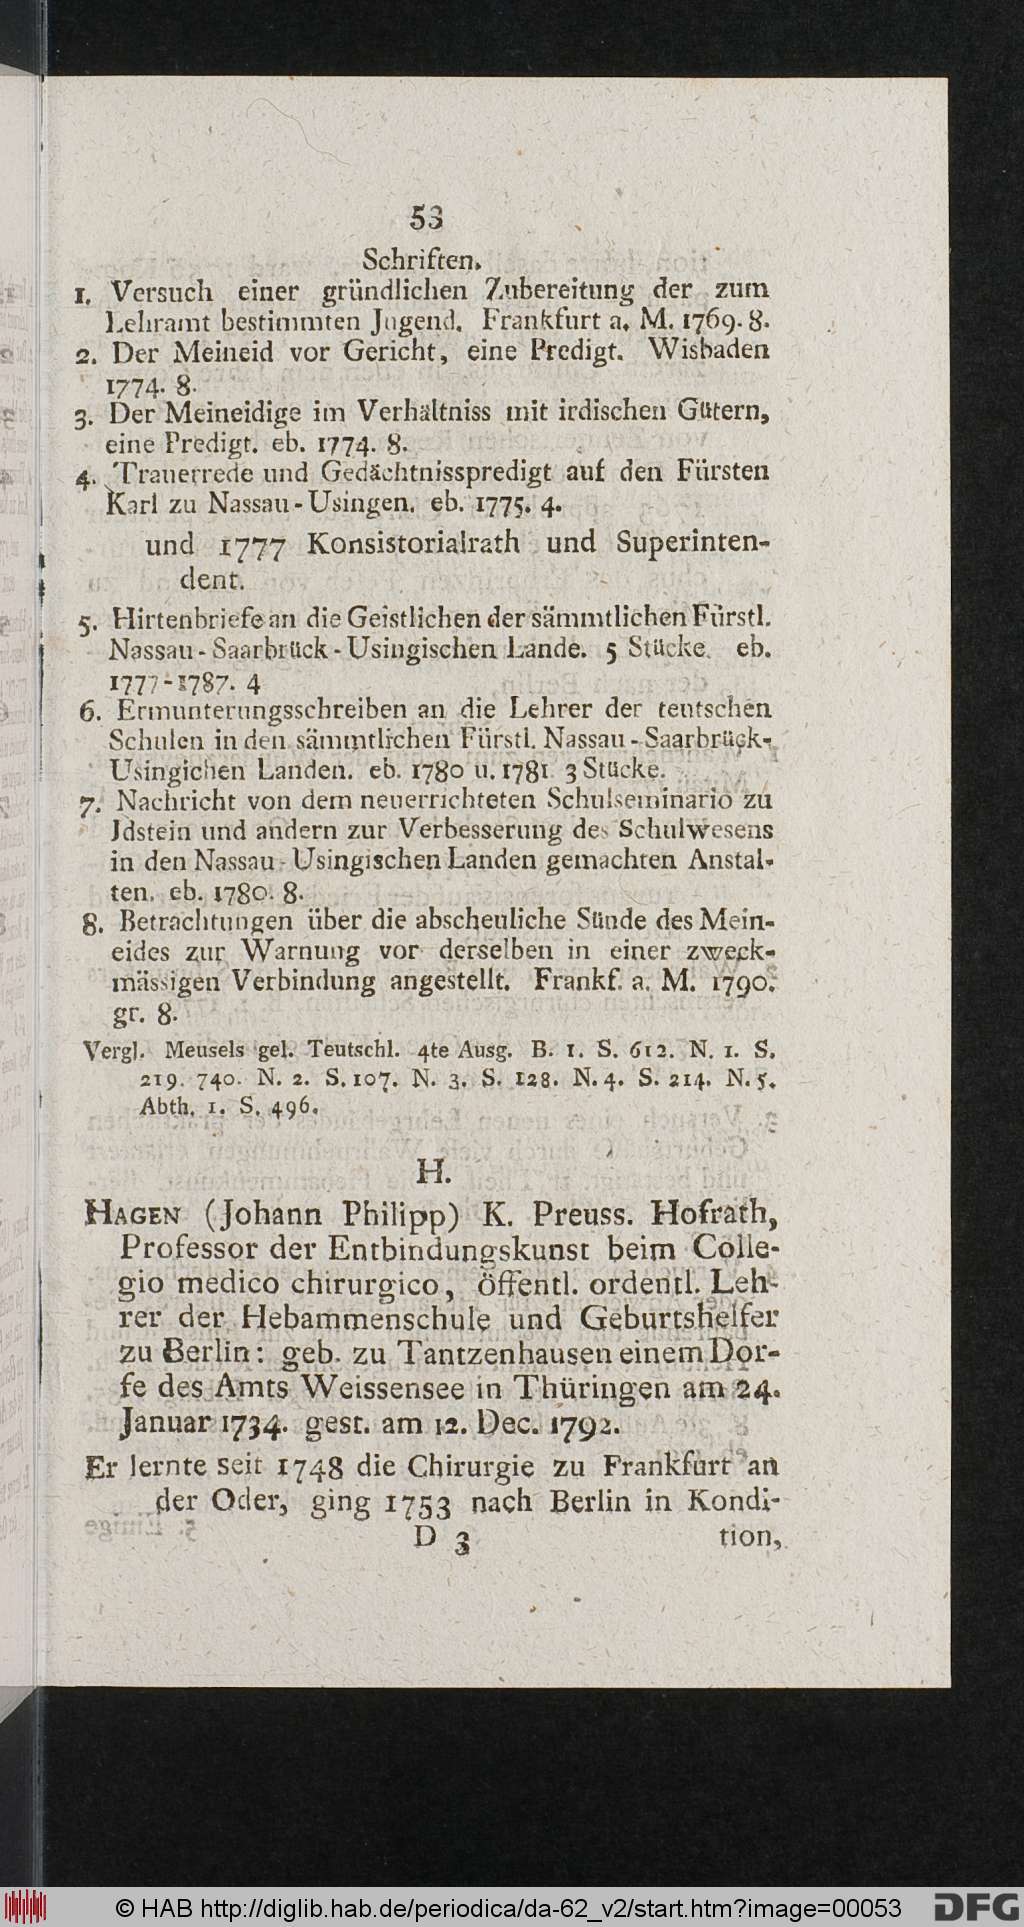 53
Schriften.
1. Versuch einer gründlichen Zubereitung der zum
Lehramt bestimmten Jugend. Frankfurt a. M. 1769. 8.
2. Der Meineid vor Gericht, eine Predigt. Wisbaden
1774. 8.
3. Der Meineidige im Verhältniss mit irdischen Gütern,
eine Predigt. eb. 1774. 8.
4. Trauerrede und Gedächtnisspredigt auf den Fürsten
Karl zu Nassau-Usingen. eb. 1775. 4.
und 1777 Konsistorialrath und Superinten-
dent.
5. Hirtenbriefe an die Geistlichen der sämmtlichen Fürstl.
Nassau-Saarbrück-Usingischen Lande. 5 Stücke. eb.
1777-1787. 4
6. Ermunterungsschreiben an die Lehrer der teutschen
Schulen in den sämmtlichen Fürstl. Nassau-Saarbrück-
Usingichen Landen. eb. 1780 u. 1781 3 Stücke.
7. Nachricht von dem neuerrichteten Schulseminario zu
Jdstein und andern zur Verbesserung des Schulwesens
in den Nassau-Usingischen Landen gemachten Anstal-
ten. eb. 1780. 8.
8. Betrachtungen über die abscheuliche Sünde des Mein-
eides zur Warnung vor derselben in einer zweck-
mässigen Verbindung angestellt. Frankf. a. M. 1790.
gr. 8.
Vergl. Meusels gel. Teutschl. 4te Ausg. B. 1. S. 612. N. 1. S.
219. 740. N. 2. S. 107. N. 3. S. 128. N. 4. S. 214. N. 5.
Abth. 1. S. 496.
H.
HAGEN (Johann Philipp) K. Preuss. Hofrath,
Professor der Entbindungskunst beim Colle-
gio medico chirurgico, öffentl. ordentl. Leh-
rer der Hebammenschule und Geburtshelfer
zu Berlin: geb. zu Tantzenhausen einem Dor-
fe des Amts Weissensee in Thüringen am 24.
Januar 1734. gest. am 12. Dec. 1792.
Er lernte seit 1748 die Chirurgie zu Frankfurt an
der Oder, ging 1753 nach Berlin in Kondi-
D 3 tion,
© HAB http://diglib.hab.de/periodica/da-62_v2/start.htm?image=00053
DFG